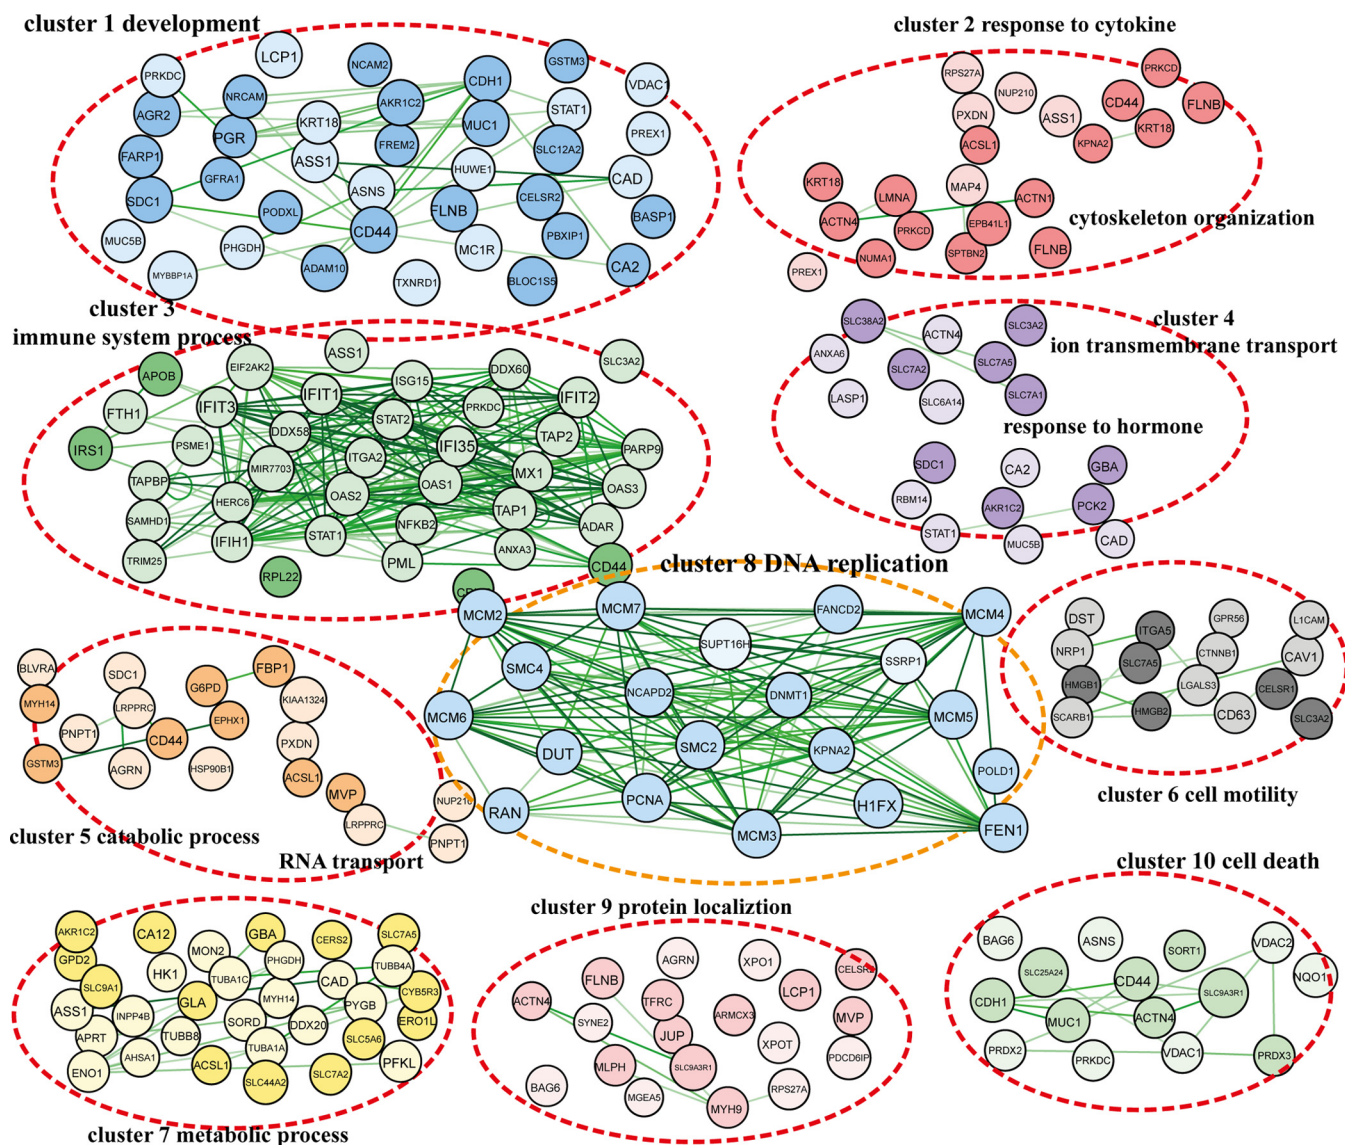 cluster 1 development
LCP1
NCAM2
GSTM3
PRKDC
CDH1
VDAC1
NRCAM
AKR1C2
STAT1
AGR2
KRT18
MUC1
PREX1
PGR
FREM2
SLC12A2
FARP1
ASS1
HUWE1
GFRA1
ASNS
CAD
SDC1
PODXL
FLNB
CELSR2
BASP1
CD44
PBXIP1
MUC5B
PHGDH
MC1R
MYBBP1A
ADAM10
TXNRD1
BLOC1S5
CA2
cluster 2 response to cytokine
RPS27A
NUP210
PRKCD
PXDN
ASS1
CD44
FLNB
ACSL1
KPNA2
KRT18
KRT18
LMNA
MAP4
ACTN1
ACTN4
PRKCD
EPB41L1
cytoskeleton organization
NUMA1
SPTBN2
FLNB
PREX1
cluster 3
immune system process
ASS1
SLC3A2
EIF2AK2
DDX60
APOB
ISG15
IFIT1
IFIT2
FTH1
IFIT3
PRKDC
STAT2
DDX58
TAP2
IRS1
PSME1
IFI35
PARP9
ITGA2
MIR7703
MX1
TAPBP
OAS1
OAS3
HERC6
OAS2
TAP1
SAMHD1
NFKB2
ADAR
IFIH1
STAT1
TRIM25
PML
ANXA3
RPL22
CD44
cluster 4
ion transmembrane transport
SLC38A2
ACTN4
SLC3A2
ANXA6
SLC7A2
SLC7A5
LASP1
SLC6A14
SLC7A1
response to hormone
SDC1
CA2
GBA
RBM14
AKR1C2
PCK2
STAT1
MUC5B
CAD
cluster 8 DNA replication
MCM2
MCM7
FANCD2
MCM4
SUPT16H
SMC4
SSRP1
NCAPD2
DNMT1
MCM6
MCM5
DUT
SMC2
KPNA2
POLD1
PCNA
H1FX
RAN
MCM3
FEN1
DST
GPR56
L1CAM
ITGA5
NRP1
CTNNB1
CAV1
SLC7A5
HMGB1
LGALS3
CELSR1
SCARB1
HMGB2
CD63
SLC3A2
cluster 6 cell motility
BLVRA
SDC1
FBP1
MYH14
G6PD
KIAA1324
LRPPRC
EPHX1
PNPT1
CD44
PXDN
GSTM3
AGRN
HSP90B1
ACSL1
MVP
NUP210
LRPPRC
PNPT1
cluster 5 catabolic process
RNA transport
AKR1C2
CA12
GBA
CERS2
SLC7A5
GPD2
MON2
PHGDH
TUBB4A
HK1
TUBA1C
CAD
SLC9A1
GLA
MYH14
PYGB
CYB5R3
ASS1
INPP4B
SORD
DDX20
ERO1L
APRT
TUBB8
TUBA1A
SLC5A6
AHSA1
ENO1
ACSL1
SLC44A2
SLC7A2
PFKL
cluster 7 metabolic process
cluster 9 protein localiztion
AGRN
XPO1
FLNB
ACTN4
TFRC
LCP1
SYNE2
ARMCX3
MVP
JUP
XPOT
PDCD6IP
MLPH
SLC9A3R1
BAG6
MGEA5
MYH9
RPS27A
cluster 10 cell death
BAG6
ASNS
SORT1
VDAC2
SLC25A24
CD44
NQO1
CDH1
SLC9A3R1
MUC1
ACTN4
PRDX2
PRKDC
VDAC1
PRDX3